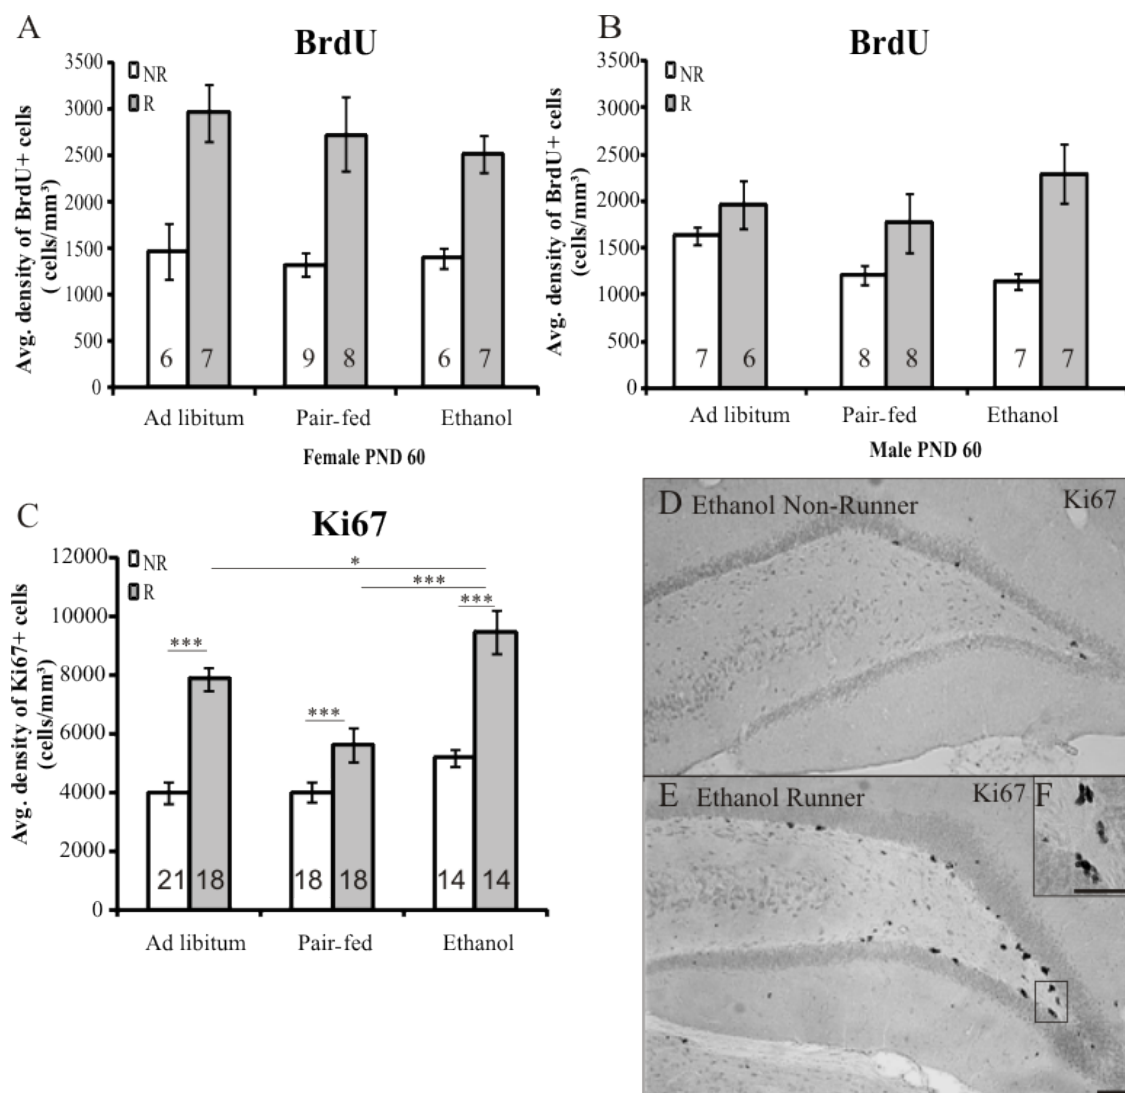 A
BrdU
NR
R
3500
3000
2500
2000
1500
1000
500
0
Avg. density of BrdU+ cells
( cells/mm³)
6 7 9 8 6 7
Ad libitum Pair-fed Ethanol
Female PND 60
B
BrdU
NR
R
3500
3000
2500
2000
1500
1000
500
0
Avg. density of BrdU+ cells
(cells/mm³)
7 6 8 8 7 7
Ad libitum Pair-fed Ethanol
Male PND 60
C
Ki67
NR
R
12000
10000
8000
6000
4000
2000
0
Avg. density of Ki67+ cells
(cells/mm³)
*
***
***
***
***
21 18 18 18 14 14
Ad libitum Pair-fed Ethanol
D Ethanol Non-Runner Ki67
E Ethanol Runner Ki67 F